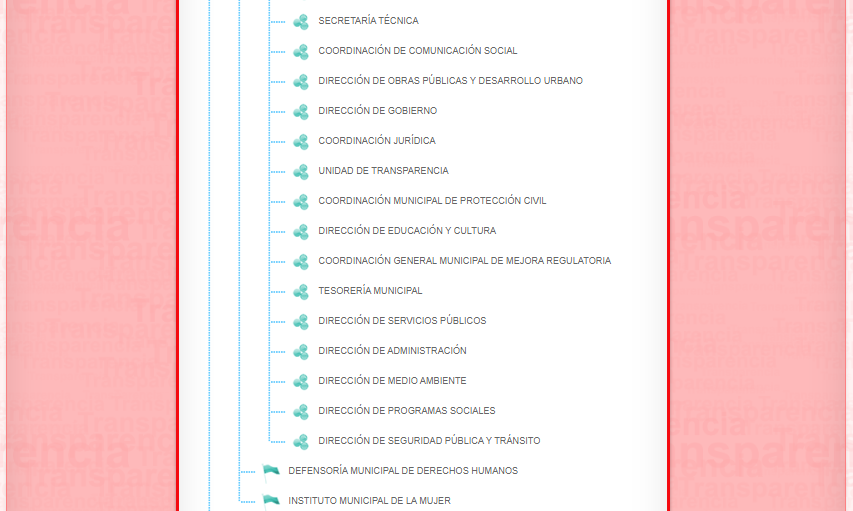 SECRETARÍA TÉCNICA
COORDINACIÓN DE COMUNICACIÓN SOCIAL
DIRECCIÓN DE OBRAS PÚBLICAS Y DESARROLLO URBANO
DIRECCIÓN DE GOBIERNO
COORDINACIÓN JURÍDICA
UNIDAD DE TRANSPARENCIA
COORDINACIÓN MUNICIPAL DE PROTECCIÓN CIVIL
DIRECCIÓN DE EDUCACIÓN Y CULTURA
COORDINACIÓN GENERAL MUNICIPAL DE MEJORA REGULATORIA
TESORERÍA MUNICIPAL
DIRECCIÓN DE SERVICIOS PÚBLICOS
DIRECCIÓN DE ADMINISTRACIÓN
DIRECCIÓN DE MEDIO AMBIENTE
DIRECCIÓN DE PROGRAMAS SOCIALES
DIRECCIÓN DE SEGURIDAD PÚBLICA Y TRÁNSITO
DEFENSORÍA MUNICIPAL DE DERECHOS HUMANOS
INSTITUTO MUNICIPAL DE LA MUJER